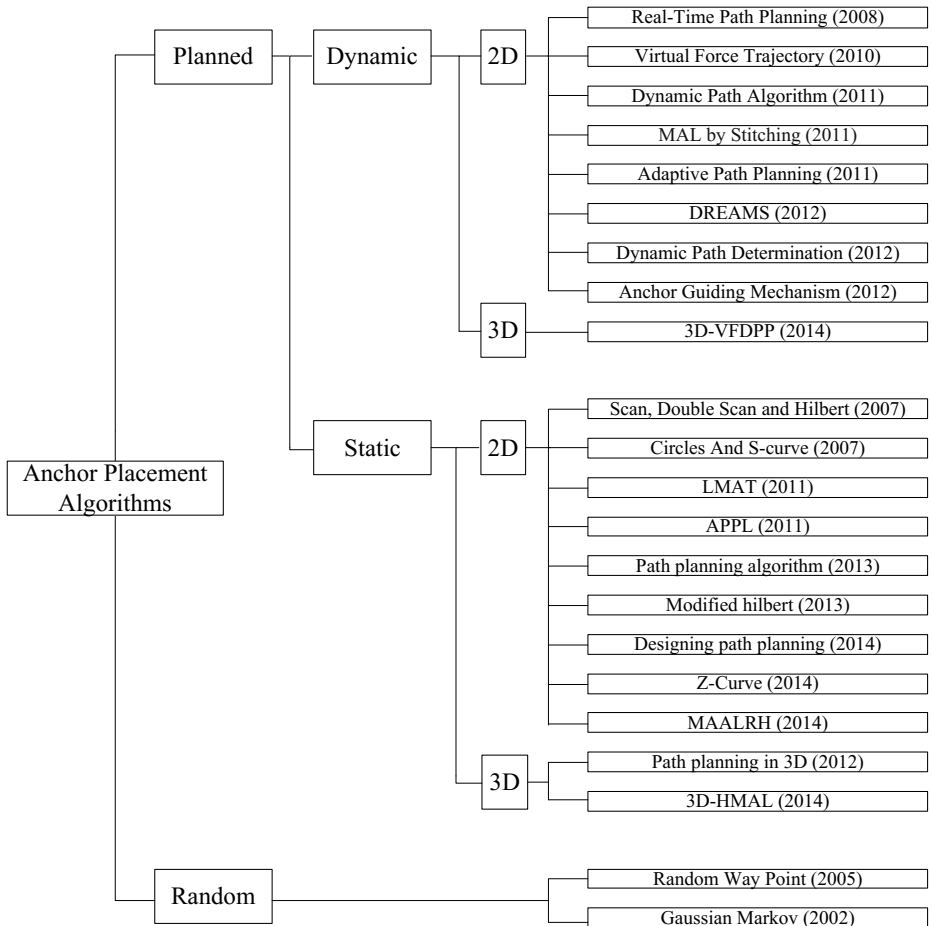 Planned
Dynamic
2D
Real-Time Path Planning (2008)
Virtual Force Trajectory (2010)
Dynamic Path Algorithm (2011)
MAL by Stitching (2011)
Adaptive Path Planning (2011)
DREAMS (2012)
Dynamic Path Determination (2012)
Anchor Guiding Mechanism (2012)
3D
3D-VFDPP (2014)
Static
2D
Scan, Double Scan and Hilbert (2007)
Circles And S-curve (2007)
LMAT (2011)
APPL (2011)
Path planning algorithm (2013)
Modified hilbert (2013)
Designing path planning (2014)
Z-Curve (2014)
MAALRH (2014)
3D
Path planning in 3D (2012)
3D-HMAL (2014)
Anchor Placement
Algorithms
Random
Random Way Point (2005)
Gaussian Markov (2002)